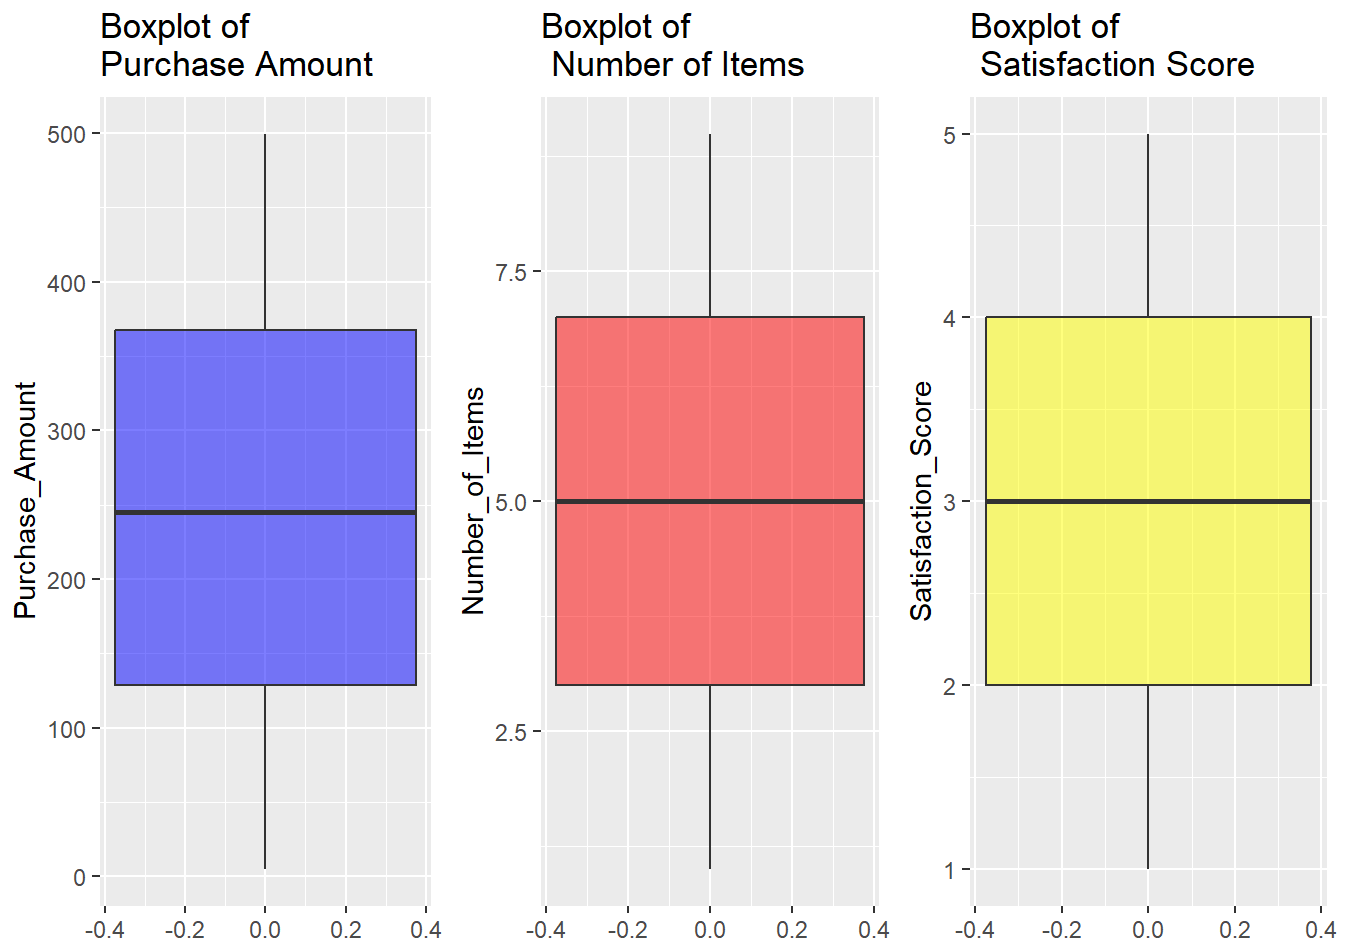 Boxplot of
Purchase Amount
Purchase_Amount
500
400
300
200
100
0
-0.4 -0.2 0.0 0.2 0.4
Boxplot of
Number of Items
Number_of_Items
7.5
5.0
2.5
-0.4 -0.2 0.0 0.2 0.4
Boxplot of
Satisfaction Score
Satisfaction_Score
5
4
3
2
1
-0.4 -0.2 0.0 0.2 0.4